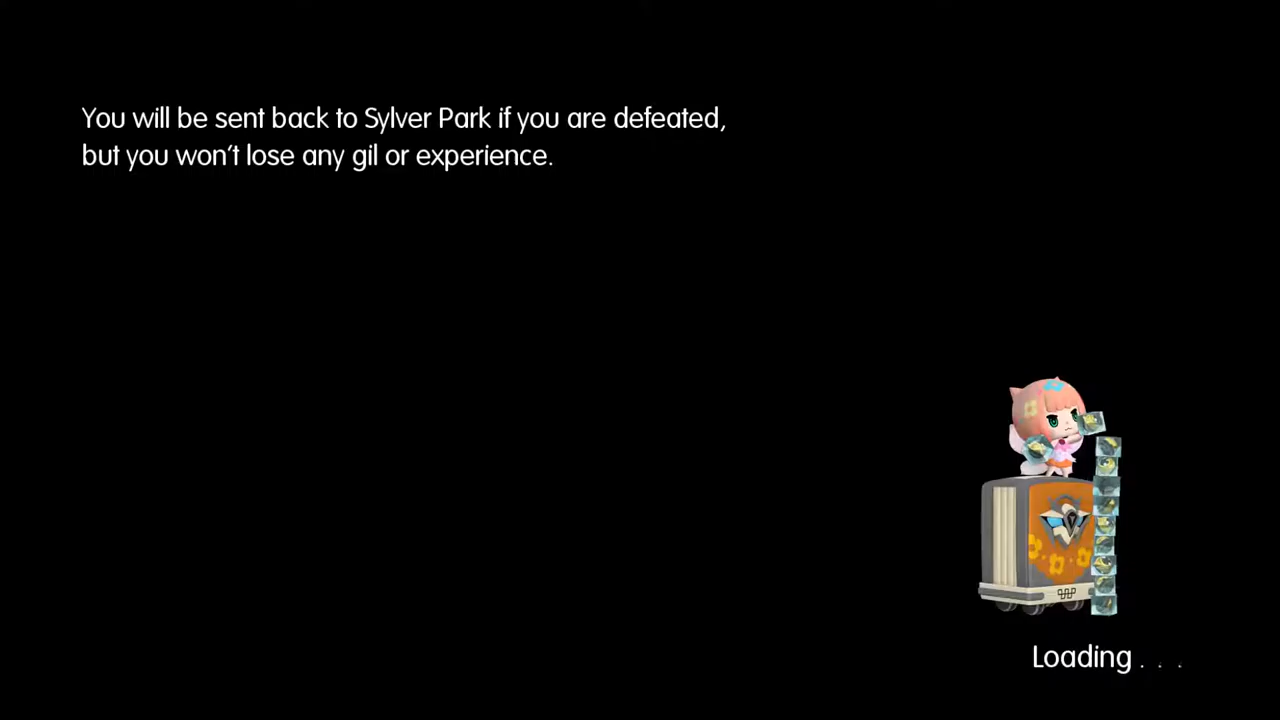 You will be sent back to Sylver Park if you are defeated,
but you won't lose any gil or experience.
Loading . . .